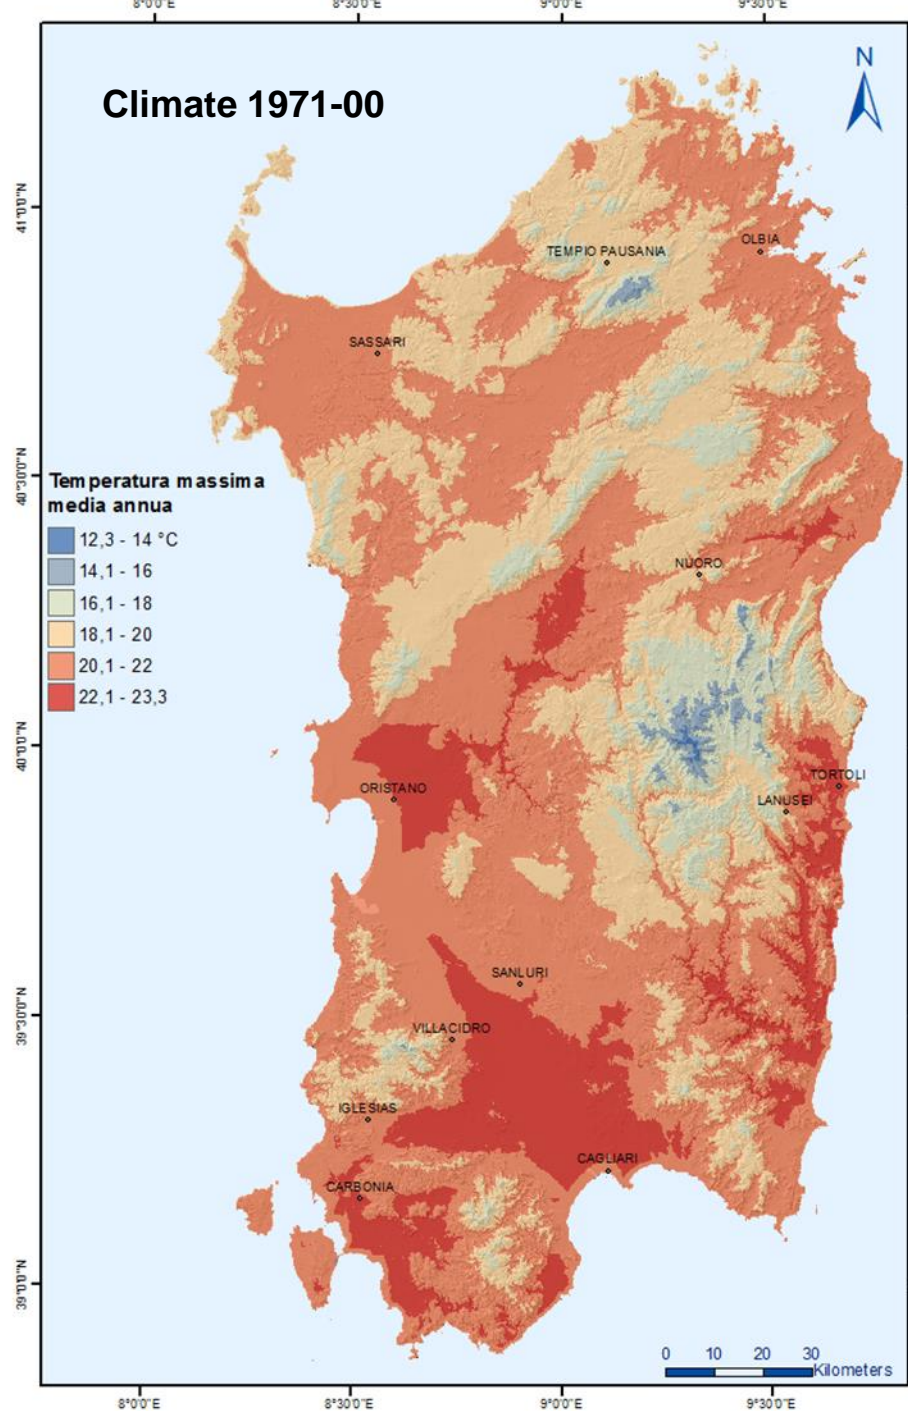 8°0'0"E 8°30'0"E 9°0'0"E 9°30'0"E
Climate 1971-00
N
41°0'0"N
TEMPIO PAUSANIA
OLBIA
SASSARI
40°30'0"N
Temperatura massima
media annua
12,3 - 14 °C
14,1 - 16
16,1 - 18
18,1 - 20
20,1 - 22
22,1 - 23,3
NUORO
40°0'0"N
ORISTANO
TORTOLI
LANUSEI
SANLURI
39°30'0"N
VILLACIDRO
IGLESIAS
CAGLIARI
CARBONIA
39°0'0"N
0 10 20 30
Kilometers
8°0'0"E 8°30'0"E 9°0'0"E 9°30'0"E